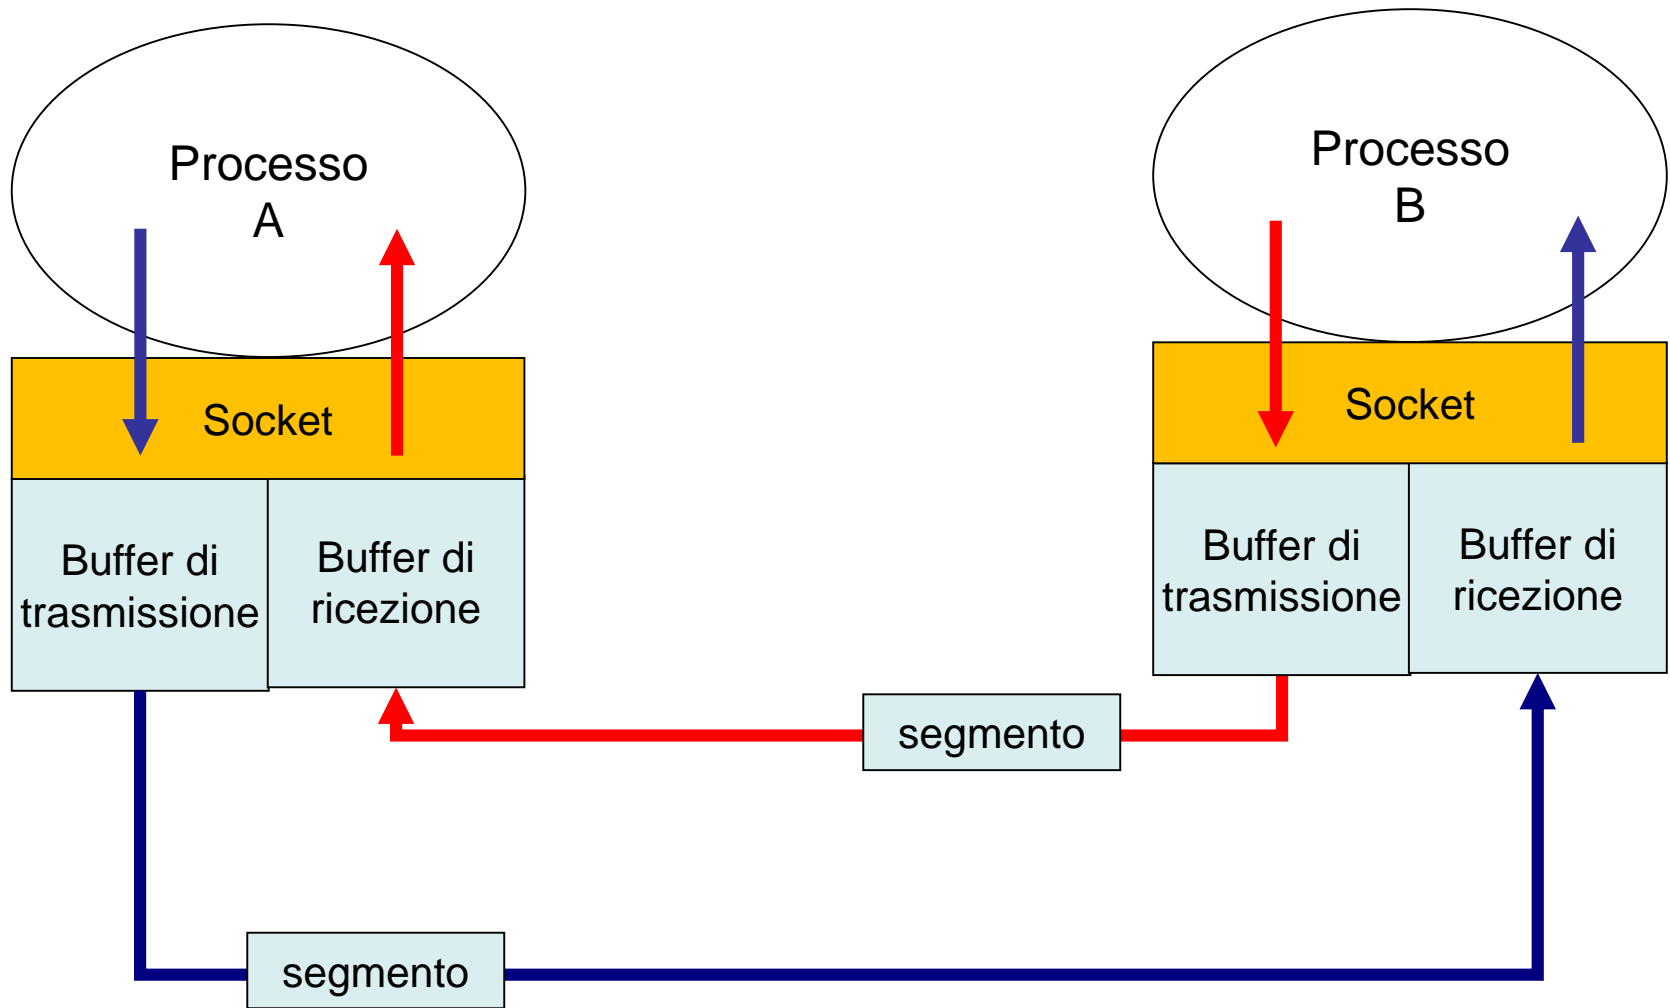 Processo
A
Processo
B
Socket
Socket
Buffer di
trasmissione
Buffer di
ricezione
Buffer di
trasmissione
Buffer di
ricezione
segmento
segmento